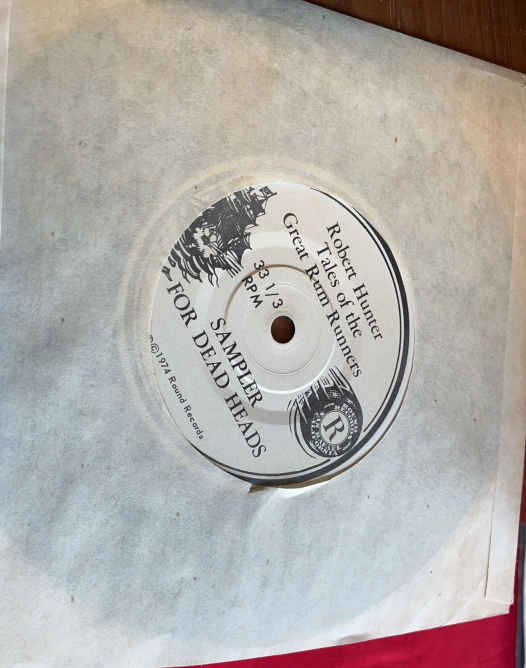 Robert Hunter
Tales of the
Great Rum Runners
33 1/3
RPM
R
SAMPLER
FOR DEAD HEADS
℗©1974 Round Records